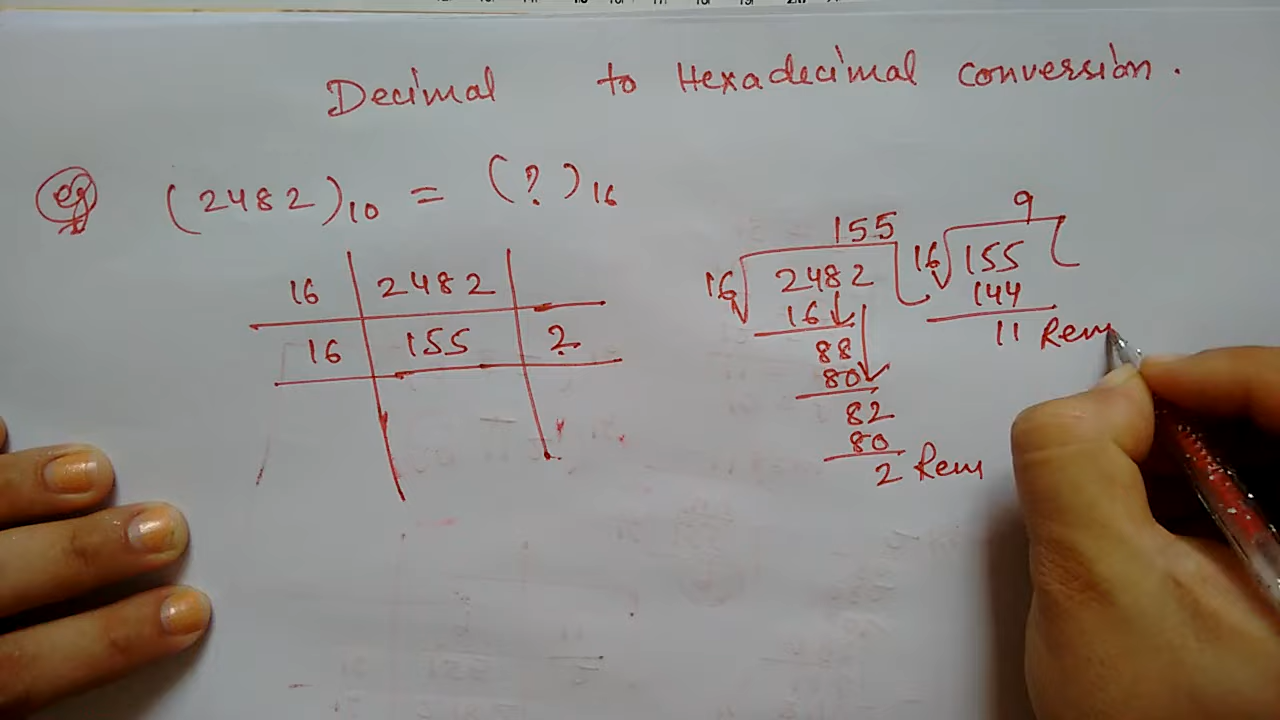 Decimal to Hexadecimal conversion.
eg (2482)10 = (?)16
16 2482
16 155 2
155
16 2482
16
88
80
82
80
2 Rem
9
16 155
144
11 Rem